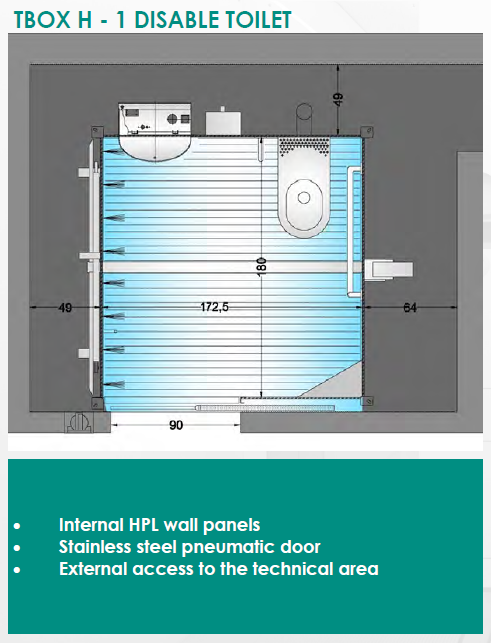 TBOX H - 1 DISABLE TOILET
49
180
49
172,5
64
90
• Internal HPL wall panels
• Stainless steel pneumatic door
• External access to the technical area